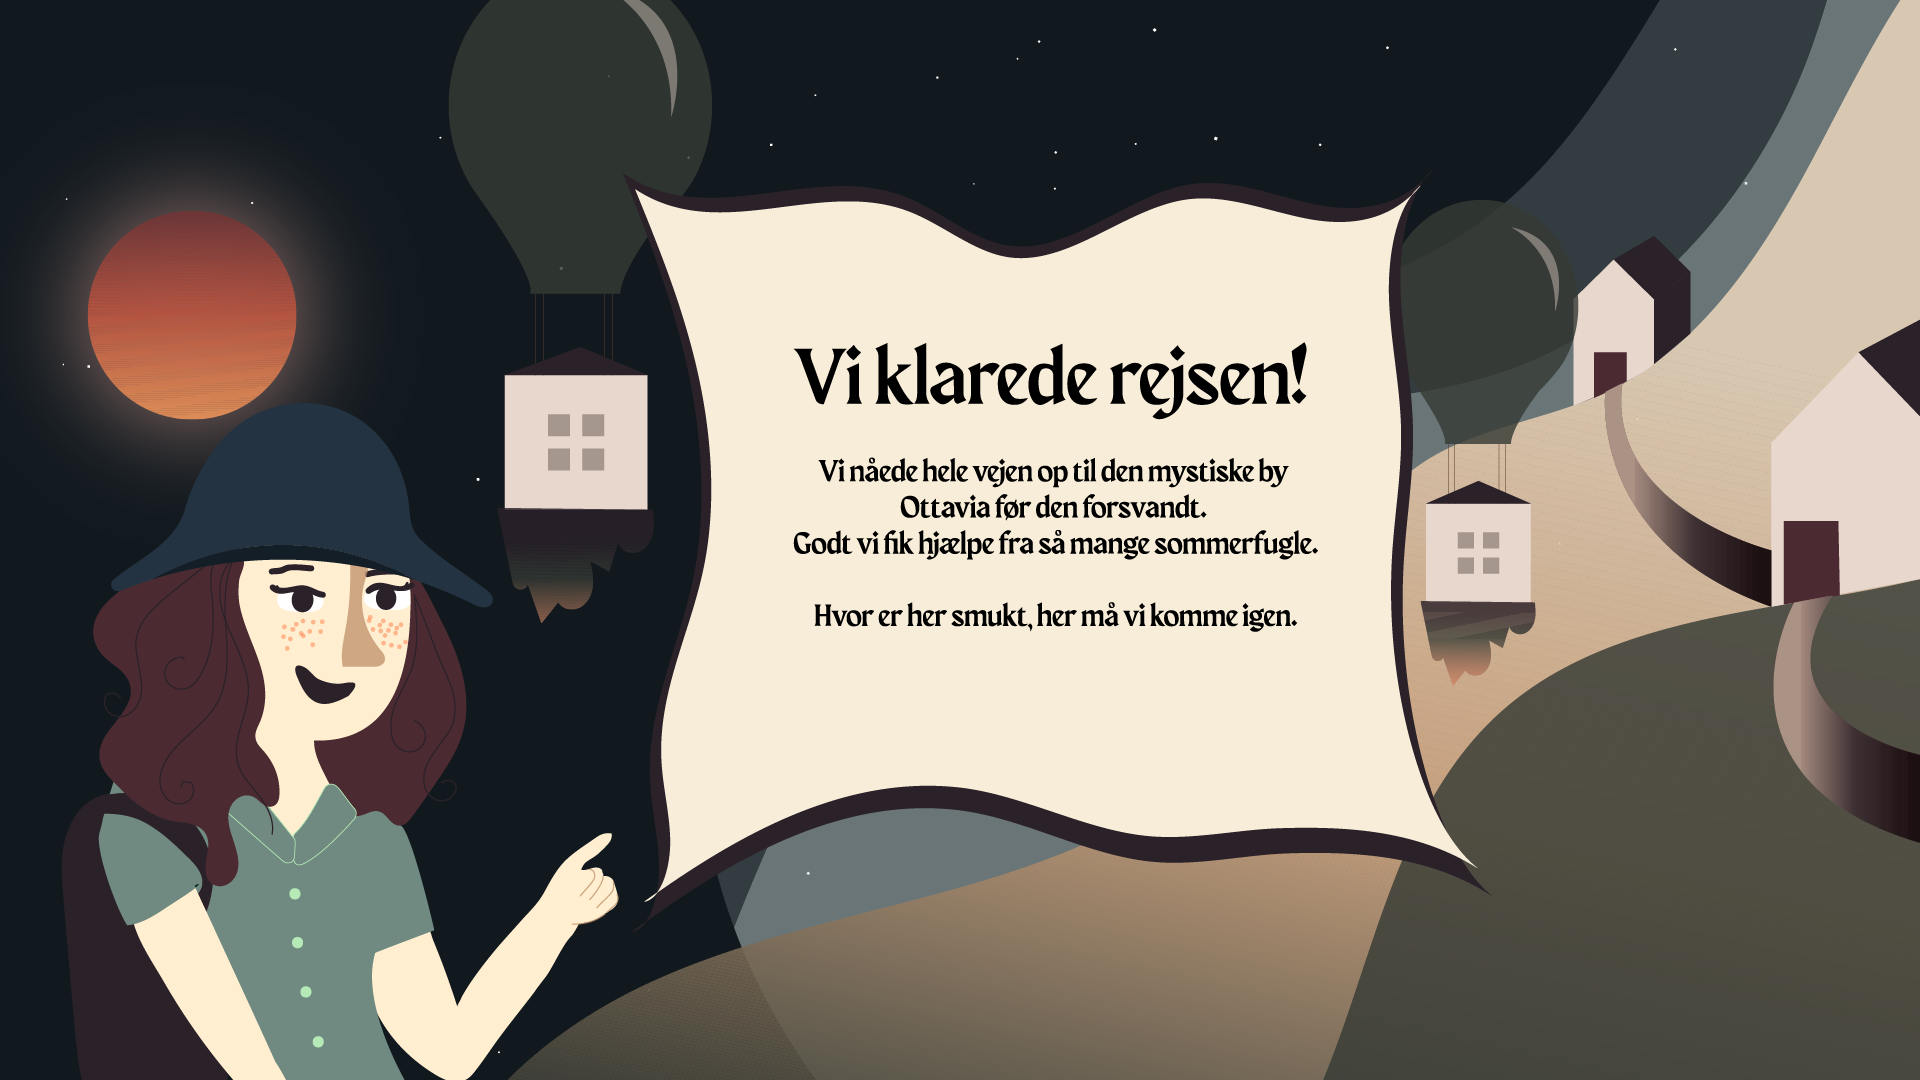 Vi klarede rejsen!
Vi nåede hele vejen op til den mystiske by
Ottavia før den forsvandt.
Godt vi fik hjælpe fra så mange sommerfugle.
Hvor er her smukt, her må vi komme igen.